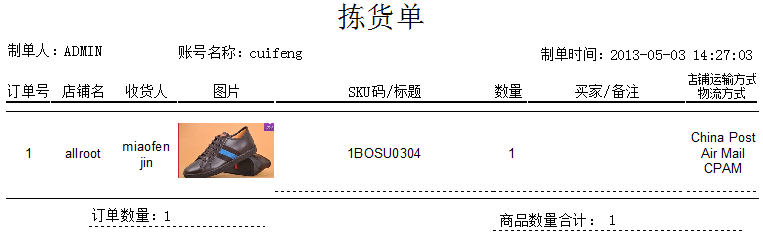 拣货单
制单人：ADMIN 账号名称：cuifeng 制单时间：2013-05-03 14:27:03
订单号 店铺名 收货人 图片 SKU码/标题 数量 买家/备注 店铺运输方式
物流方式
1 allroot miaofen jin 1BOSU0304 1 China Post
Air Mail
CPAM
订单数量：1 商品数量合计： 1